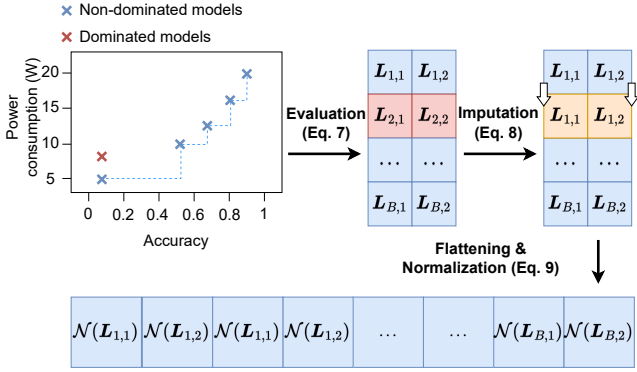 Non-dominated models
Dominated models
Power
consumption (W)
20
15
10
5
0 0.2 0.4 0.6 0.8 1
Accuracy
Evaluation
(Eq. 7)
L1,1 L1,2
L2,1 L2,2
... ...
LB,1 LB,2
Imputation
(Eq. 8)
L1,1 L1,2
L1,1 L1,2
... ...
LB,1 LB,2
Flattening &
Normalization (Eq. 9)
𝒩(L1,1) 𝒩(L1,2) 𝒩(L1,1) 𝒩(L1,2) ... ... 𝒩(LB,1) 𝒩(LB,2)